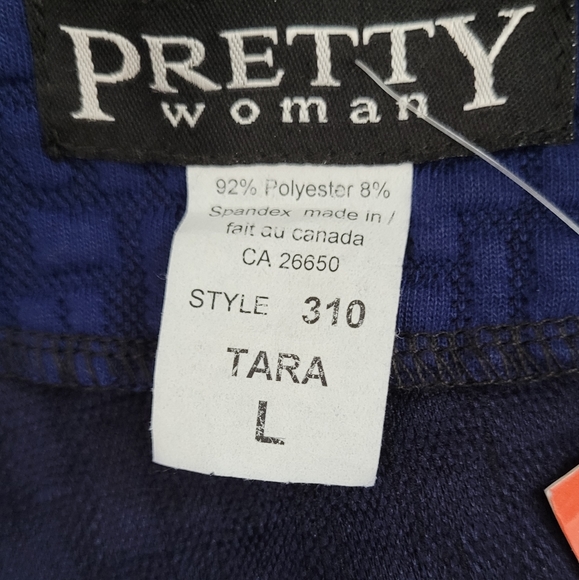 PRETTY
woman
92% Polyester 8%
Spandex made in /
fait au canada
CA 26650
STYLE 310
TARA
L